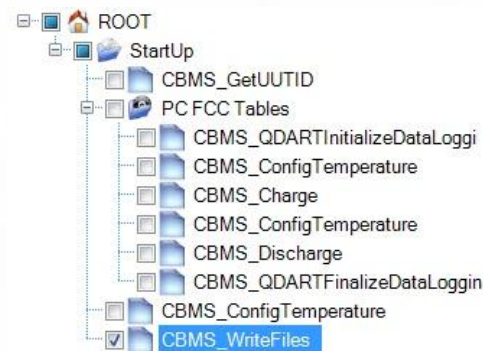 ROOT
StartUp
CBMS_GetUUTID
PC FCC Tables
CBMS_QDARTInitializeDataLoggi
CBMS_ConfigTemperature
CBMS_Charge
CBMS_ConfigTemperature
CBMS_Discharge
CBMS_QDARTFinalizeDataLoggin
CBMS_ConfigTemperature
CBMS_WriteFiles